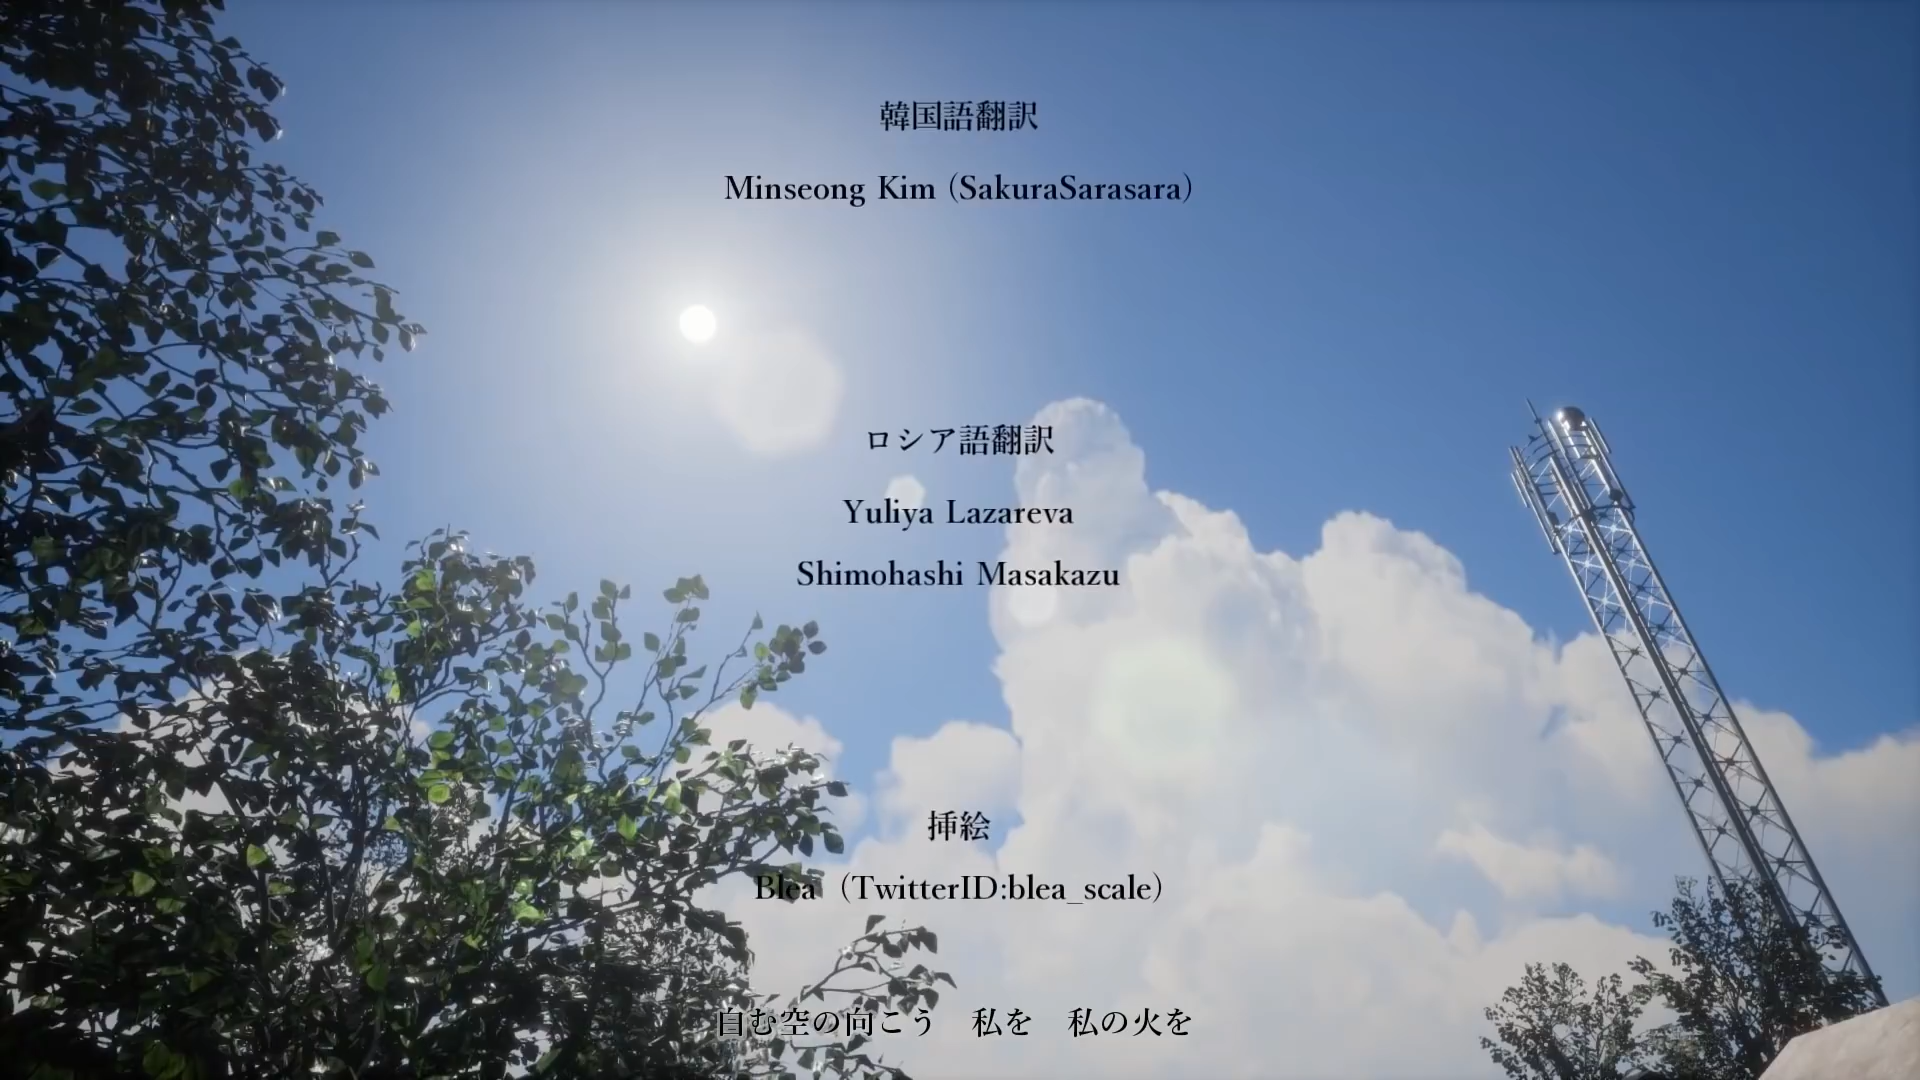 韓国語翻訳
Minseong Kim (SakuraSarasara)
ロシア語翻訳
Yuliya Lazareva
Shimohashi Masakazu
挿絵
Blea（TwitterID:blea_scale）
白む空の向こう　私を　私の火を